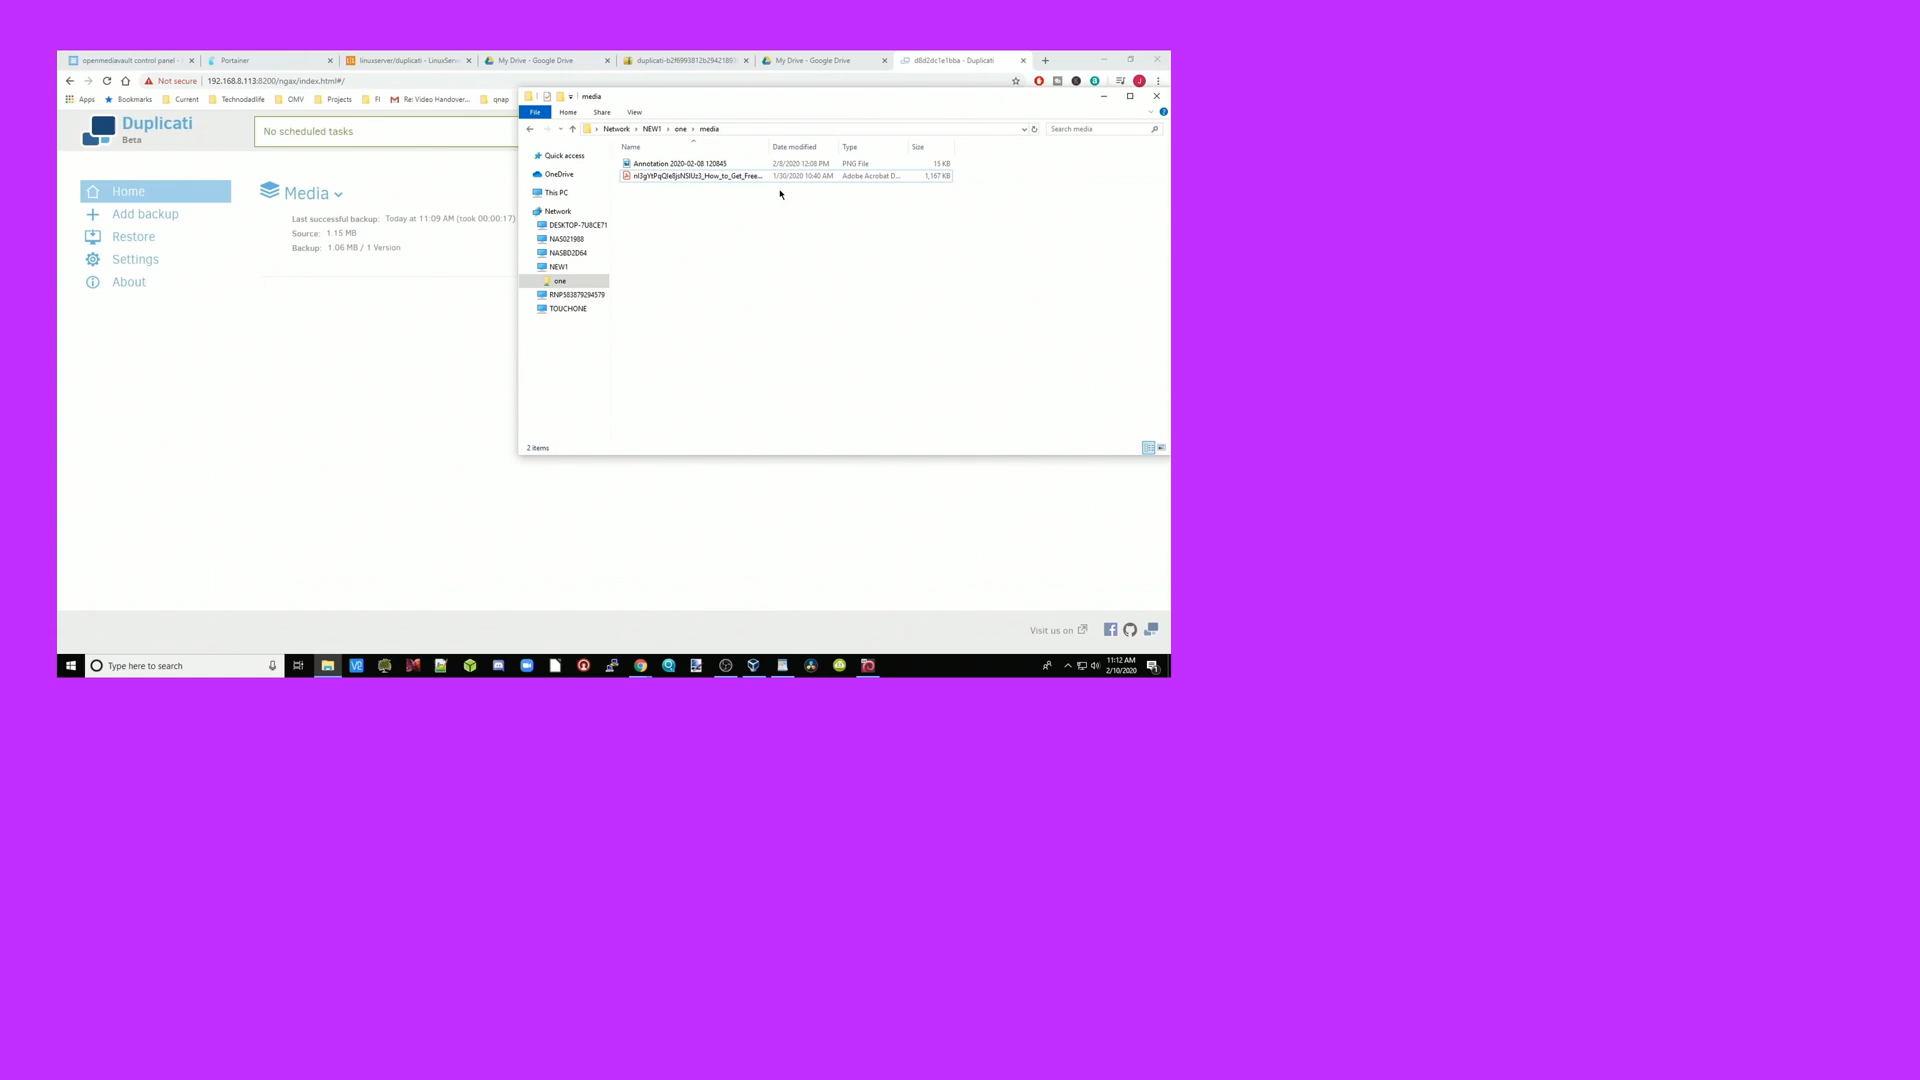 openmediavault control panel -
Portainer
linuxserver/duplicati - LinuxServ
My Drive - Google Drive
duplicati-b2f6993812b2942189
My Drive - Google Drive
d8d2dc1e1bba - Duplicati
Not secure 192.168.8.113:8200/ngax/index.html#/
Apps Bookmarks Current Technodadlife OMV Projects FI Re: Video Handover... qnap
media
File Home Share View
Network > NEW1 > one > media
Search media
Duplicati
Beta
No scheduled tasks
Home
Add backup
Restore
Settings
About
Media
Last successful backup: Today at 11:09 AM (took 00:00:17)
Source: 1.15 MB
Backup: 1.06 MB / 1 Version
Quick access
OneDrive
This PC
Network
DESKTOP-7U8CE71
NAS021988
NASBD2D64
NEW1
one
RNP583879294579
TOUCHONE
Name Date modified Type Size
Annotation 2020-02-08 120845 2/8/2020 12:08 PM PNG File 15 KB
1/30/2020 10:40 AM Adobe Acrobat D... 1,167 KB
2 items
Visit us on
Type here to search
11:12 AM
2/10/2020